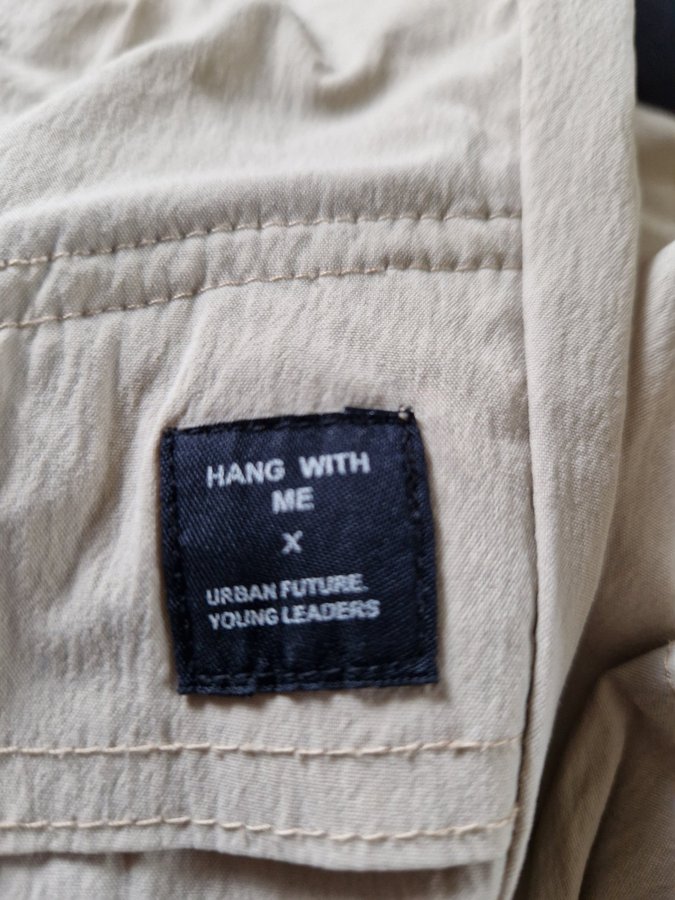 HANG WITH
ME
X
URBAN FUTURE.
YOUNG LEADERS